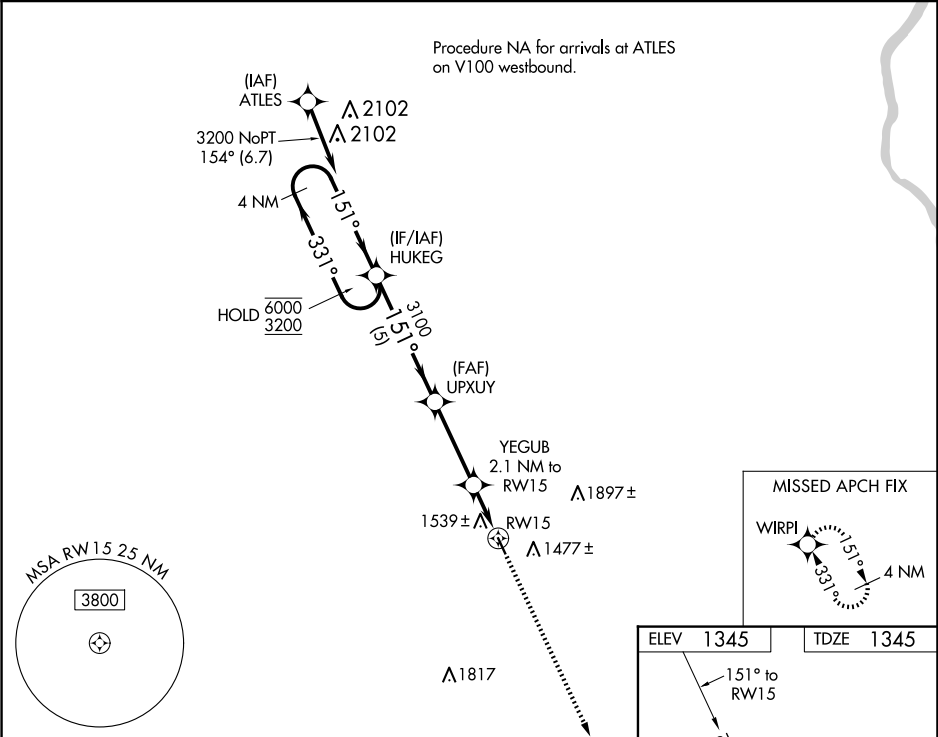 Procedure NA for arrivals at ATLES
on V100 westbound.
(IAF)
ATLES
2102
2102
3200 NoPT
154° (6.7)
4 NM
151°
331°
(IF/IAF)
HUKEG
HOLD 6000
3200
3100
151°
(5)
(FAF)
UPXUY
YEGUB
2.1 NM to
RW15
1897±
1539±
RW15
1477±
1817
MSA RW15 25 NM
3800
MISSED APCH FIX
WIRPI
151°
331°
4 NM
ELEV 1345
TDZE 1345
151° to
RW15